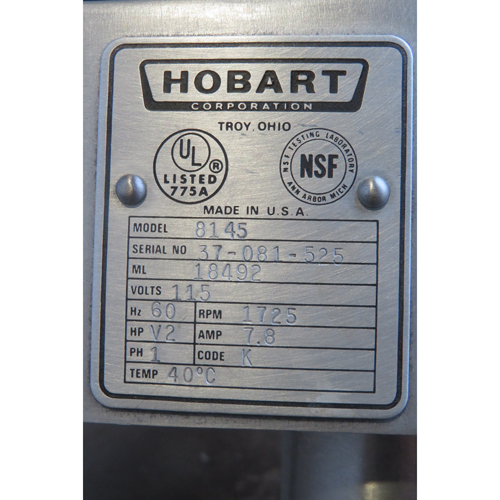 HOBART
CORPORATION
TROY, OHIO
UL ®
LISTED
775A
NSF TESTING LABORATORY
NSF
ANN ARBOR MICH
MADE IN U.S.A.
MODEL 8145
SERIAL NO 37-081-525
ML 18492
VOLTS 115
Hz 60 RPM 1725
HP V2 AMP 7.8
PH 1 CODE K
TEMP 40°C